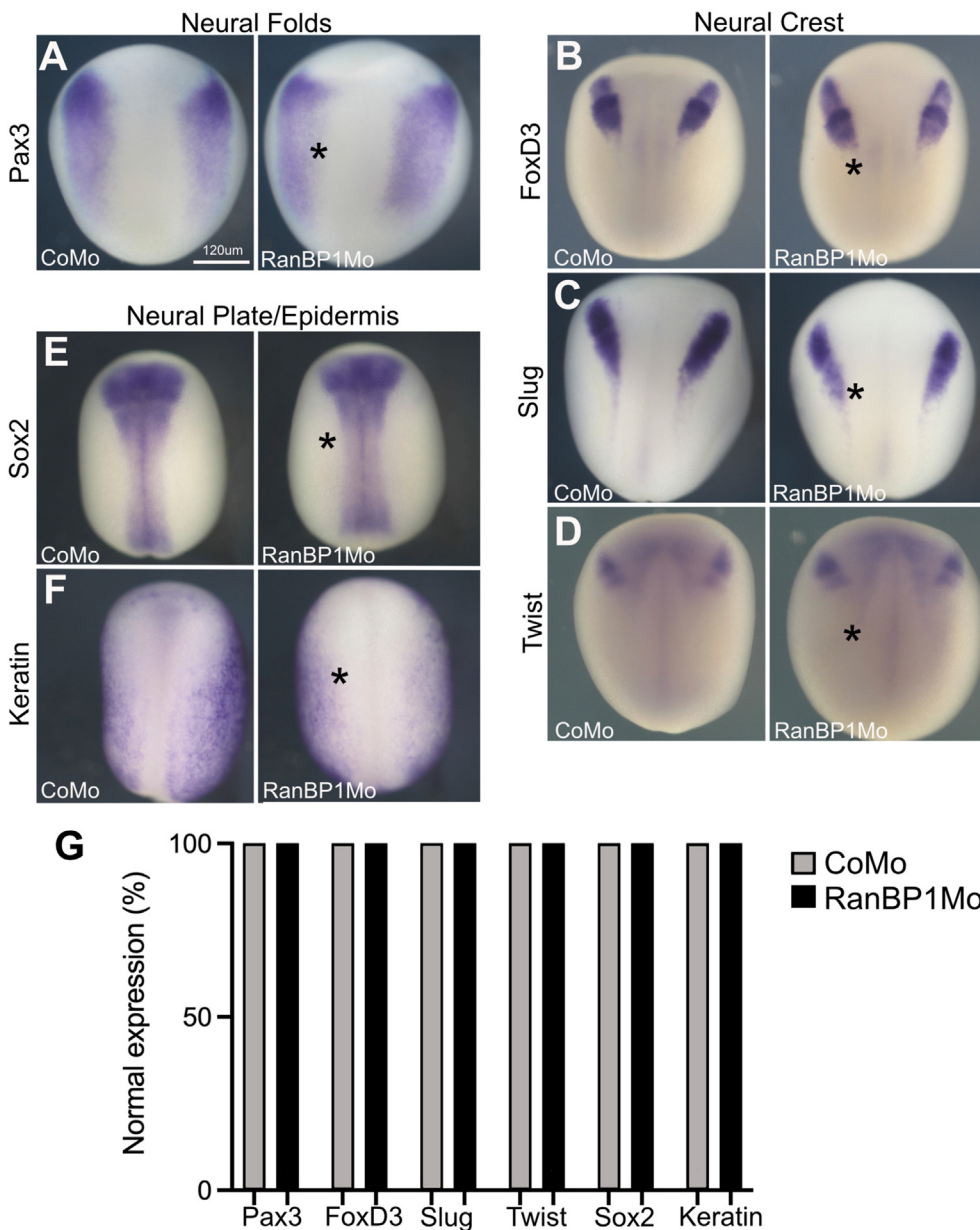 Neural Folds
A
Pax3
*
CoMo
120um
RanBP1Mo
Neural Crest
B
FoxD3
*
CoMo
RanBP1Mo
C
Slug
*
CoMo
RanBP1Mo
D
Twist
*
CoMo
RanBP1Mo
Neural Plate/Epidermis
E
Sox2
*
CoMo
RanBP1Mo
F
Keratin
*
CoMo
RanBP1Mo
G
Normal expression (%)
100
50
0
Pax3 FoxD3 Slug Twist Sox2 Keratin
CoMo
RanBP1Mo